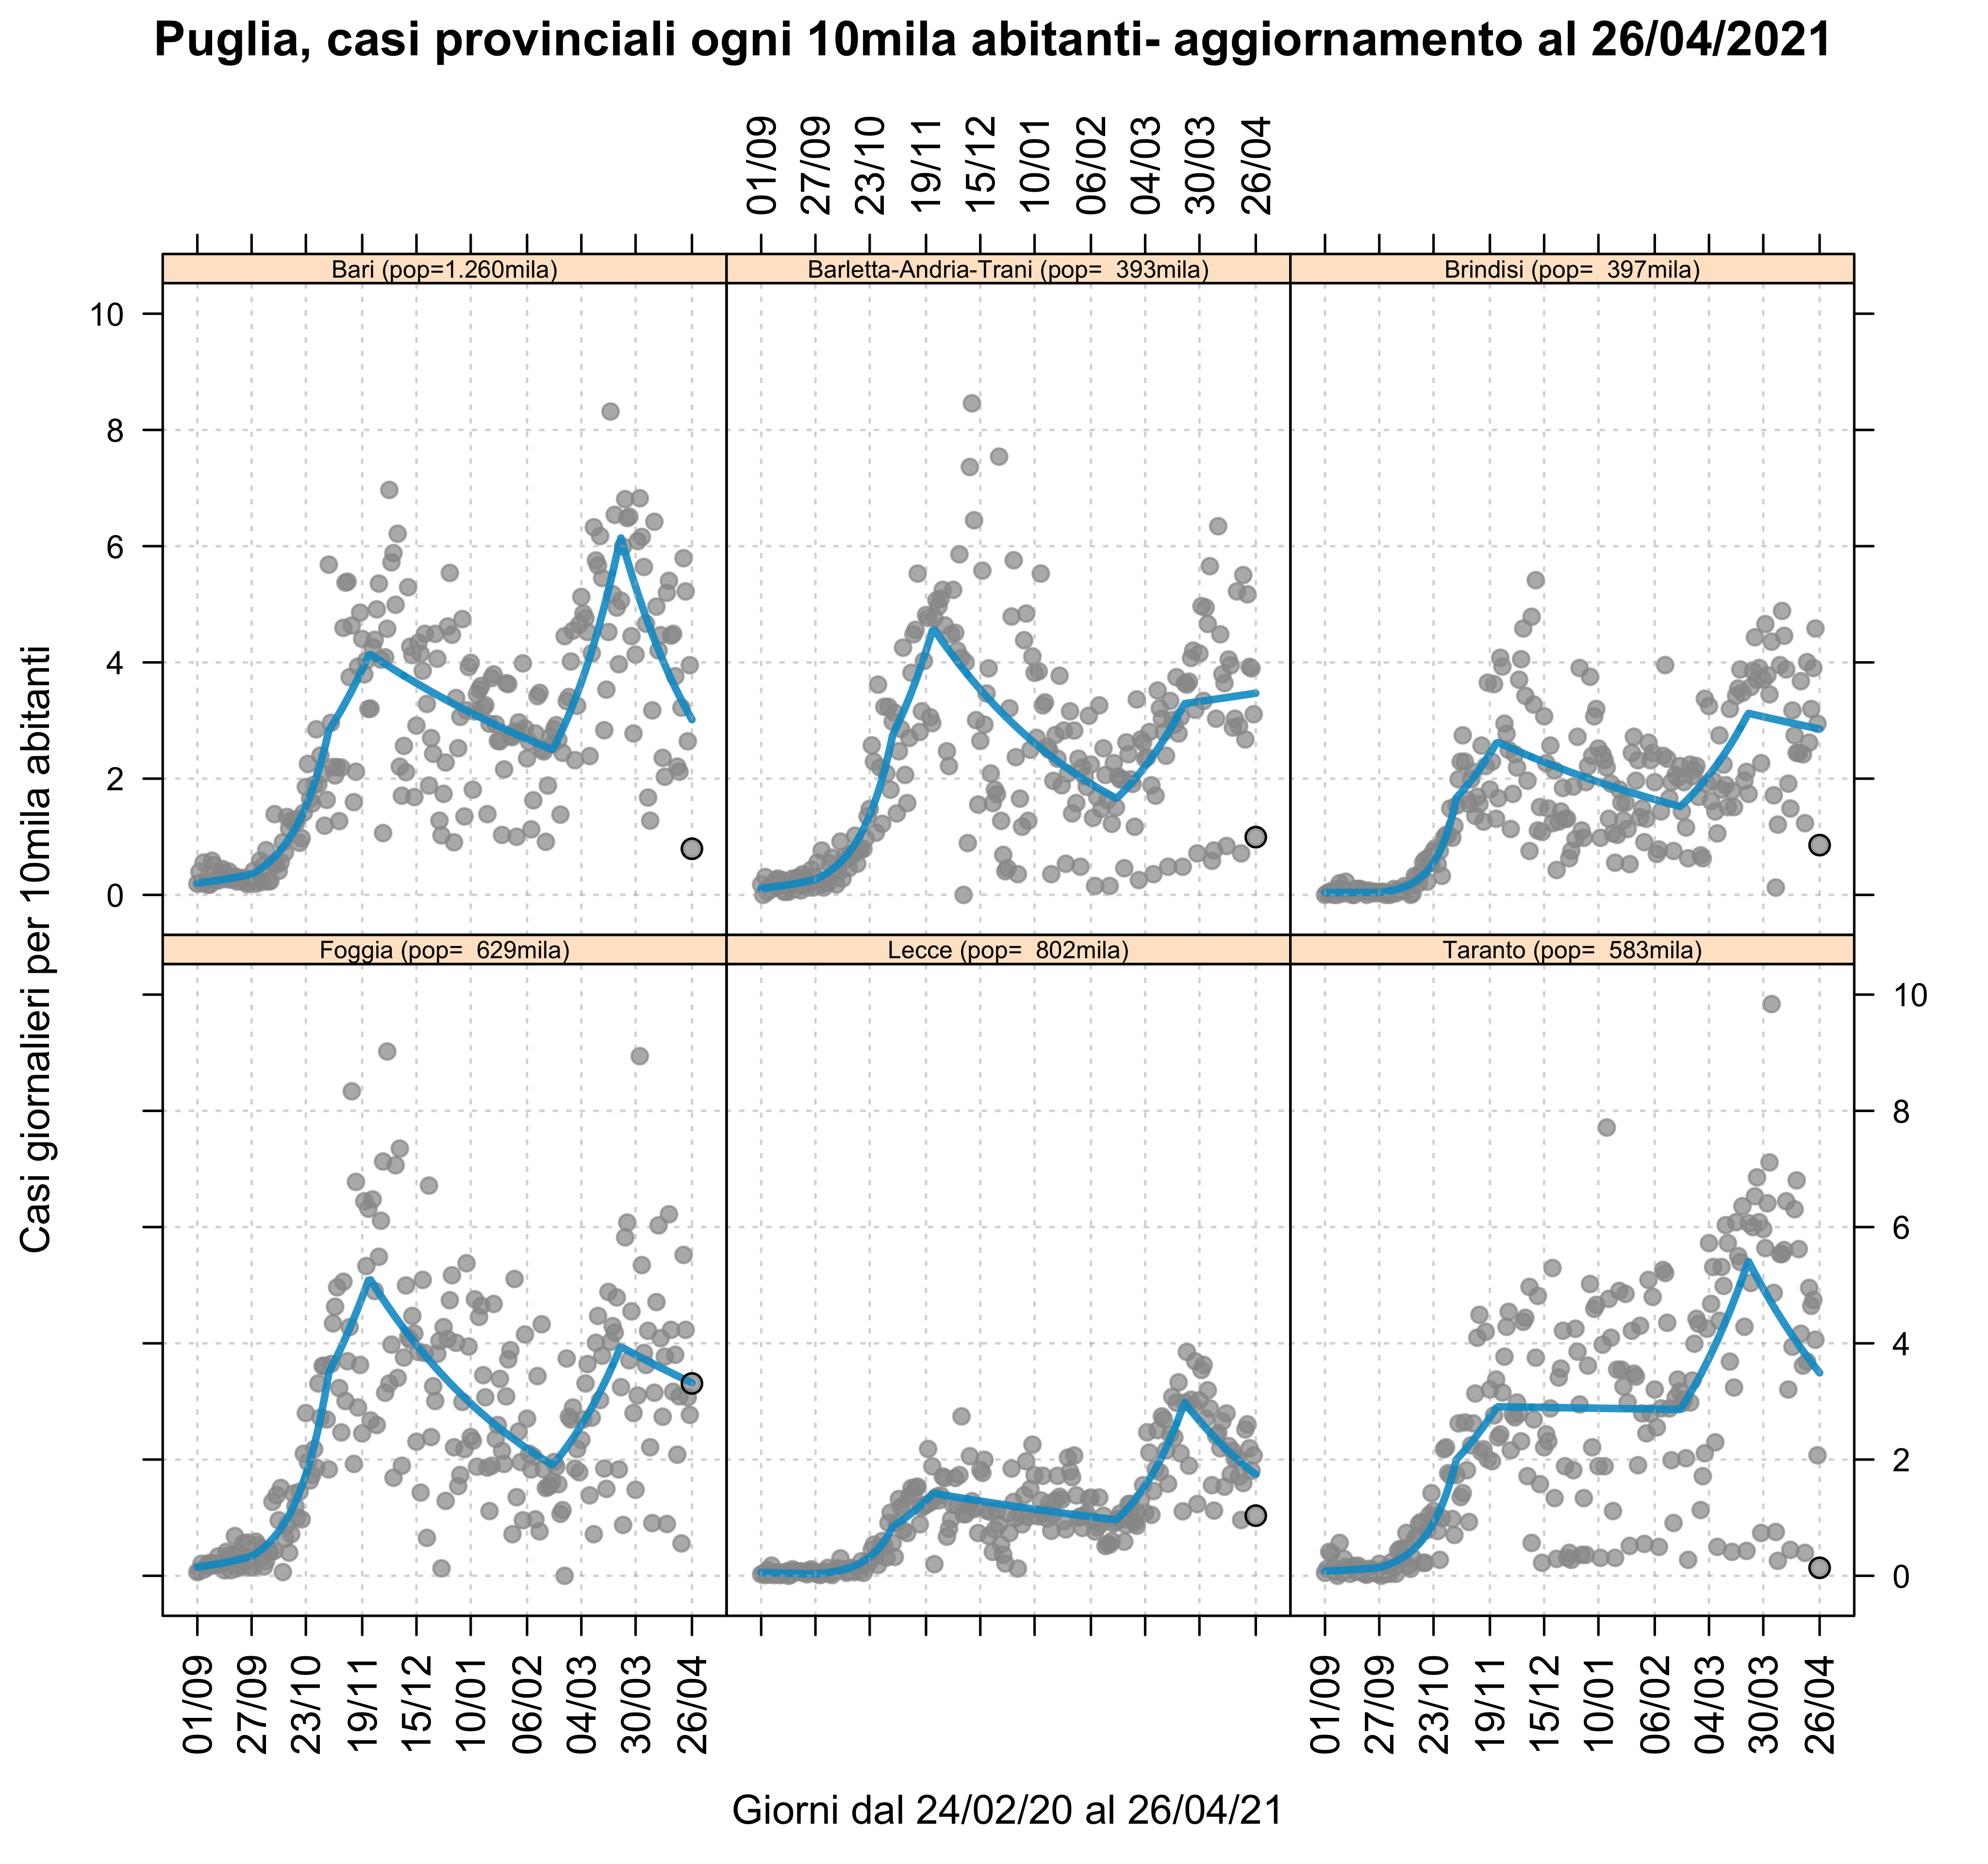 Puglia, casi provinciali ogni 10mila abitanti- aggiornamento al 26/04/2021
01/09 27/09 23/10 19/11 15/12 10/01 06/02 04/03 30/03 26/04
Bari (pop=1.260mila)
Barletta-Andria-Trani (pop= 393mila)
Brindisi (pop= 397mila)
10
8
6
4
2
0
Casi giornalieri per 10mila abitanti
Foggia (pop= 629mila)
Lecce (pop= 802mila)
Taranto (pop= 583mila)
10
8
6
4
2
0
01/09 27/09 23/10 19/11 15/12 10/01 06/02 04/03 30/03 26/04
01/09 27/09 23/10 19/11 15/12 10/01 06/02 04/03 30/03 26/04
Giorni dal 24/02/20 al 26/04/21